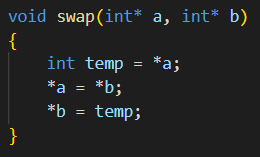 void swap(int* a, int* b)
{
    int temp = *a;
    *a = *b;
    *b = temp;
}